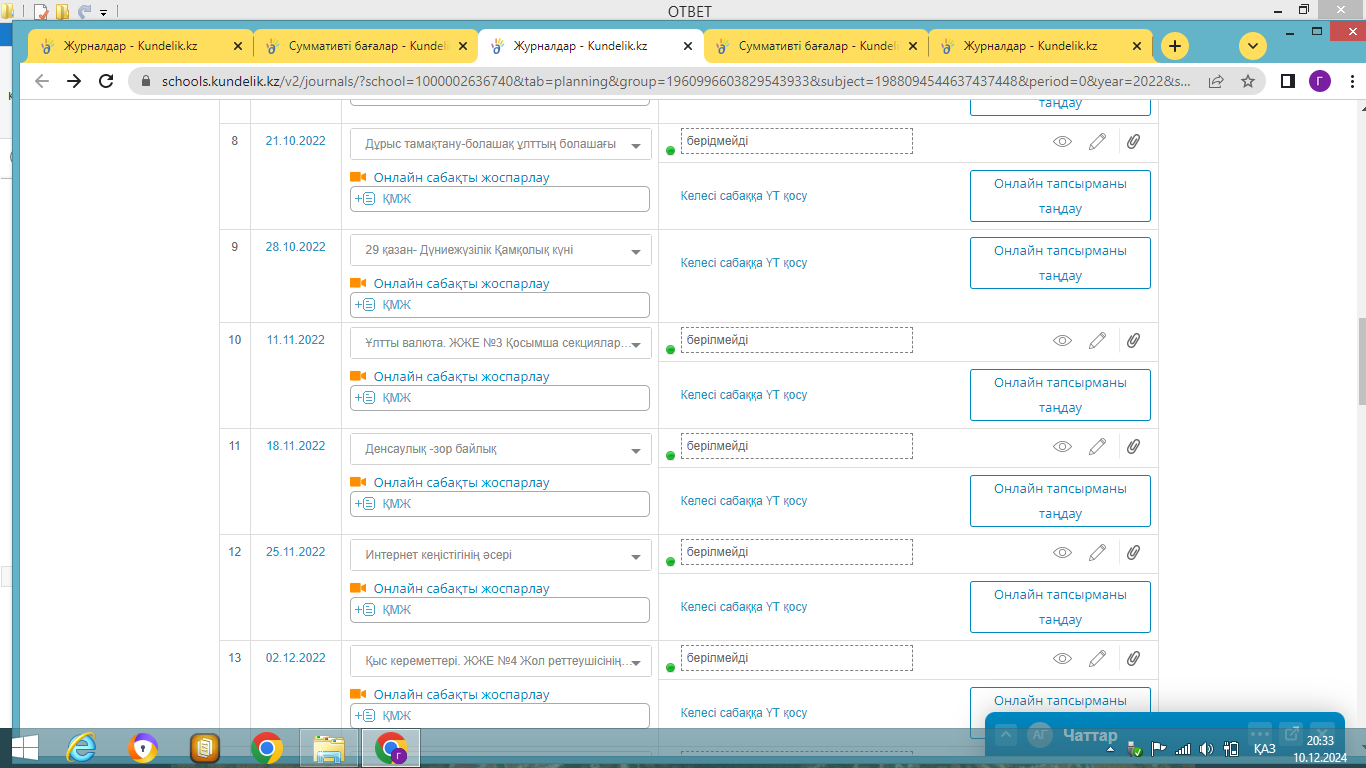 ОТВЕТ
Журналдар - Kundelik.kz
Суммативті бағалар - Kundel
Журналдар - Kundelik.kz
Суммативті бағалар - Kundel
Журналдар - Kundelik.kz
schools.kundelik.kz/v2/journals/?school=1000002636740&tab=planning&group=1960996603829543933&subject=1988094544637437448&period=0&year=2022&s...
Г
таңдау
8
21.10.2022
Дұрыс тамақтану-болашақ ұлттың болашағы
берідмейді
Онлайн сабақты жоспарлау
ҚМЖ
Келесі сабаққа ҮТ қосу
Онлайн тапсырманы
таңдау
9
28.10.2022
29 қазан- Дүниежүзілік Қамқолық күні
Онлайн сабақты жоспарлау
ҚМЖ
Келесі сабаққа ҮТ қосу
Онлайн тапсырманы
таңдау
10
11.11.2022
Ұлтты валюта. ЖЖЕ №3 Қосымша секциялар...
берілмейді
Онлайн сабақты жоспарлау
ҚМЖ
Келесі сабаққа ҮТ қосу
Онлайн тапсырманы
таңдау
11
18.11.2022
Денсаулық -зор байлық
берілмейді
Онлайн сабақты жоспарлау
ҚМЖ
Келесі сабаққа ҮТ қосу
Онлайн тапсырманы
таңдау
12
25.11.2022
Интернет кеңістігінің әсері
берілмейді
Онлайн сабақты жоспарлау
ҚМЖ
Келесі сабаққа ҮТ қосу
Онлайн тапсырманы
таңдау
13
02.12.2022
Қыс кереметтері. ЖЖЕ №4 Жол реттеушісінің...
берілмейді
Онлайн сабақты жоспарлау
ҚМЖ
Келесі сабаққа ҮТ қосу
Онлайн тапсырманы
АГ
Чаттар
Г
ҚАЗ
20:33
10.12.2024